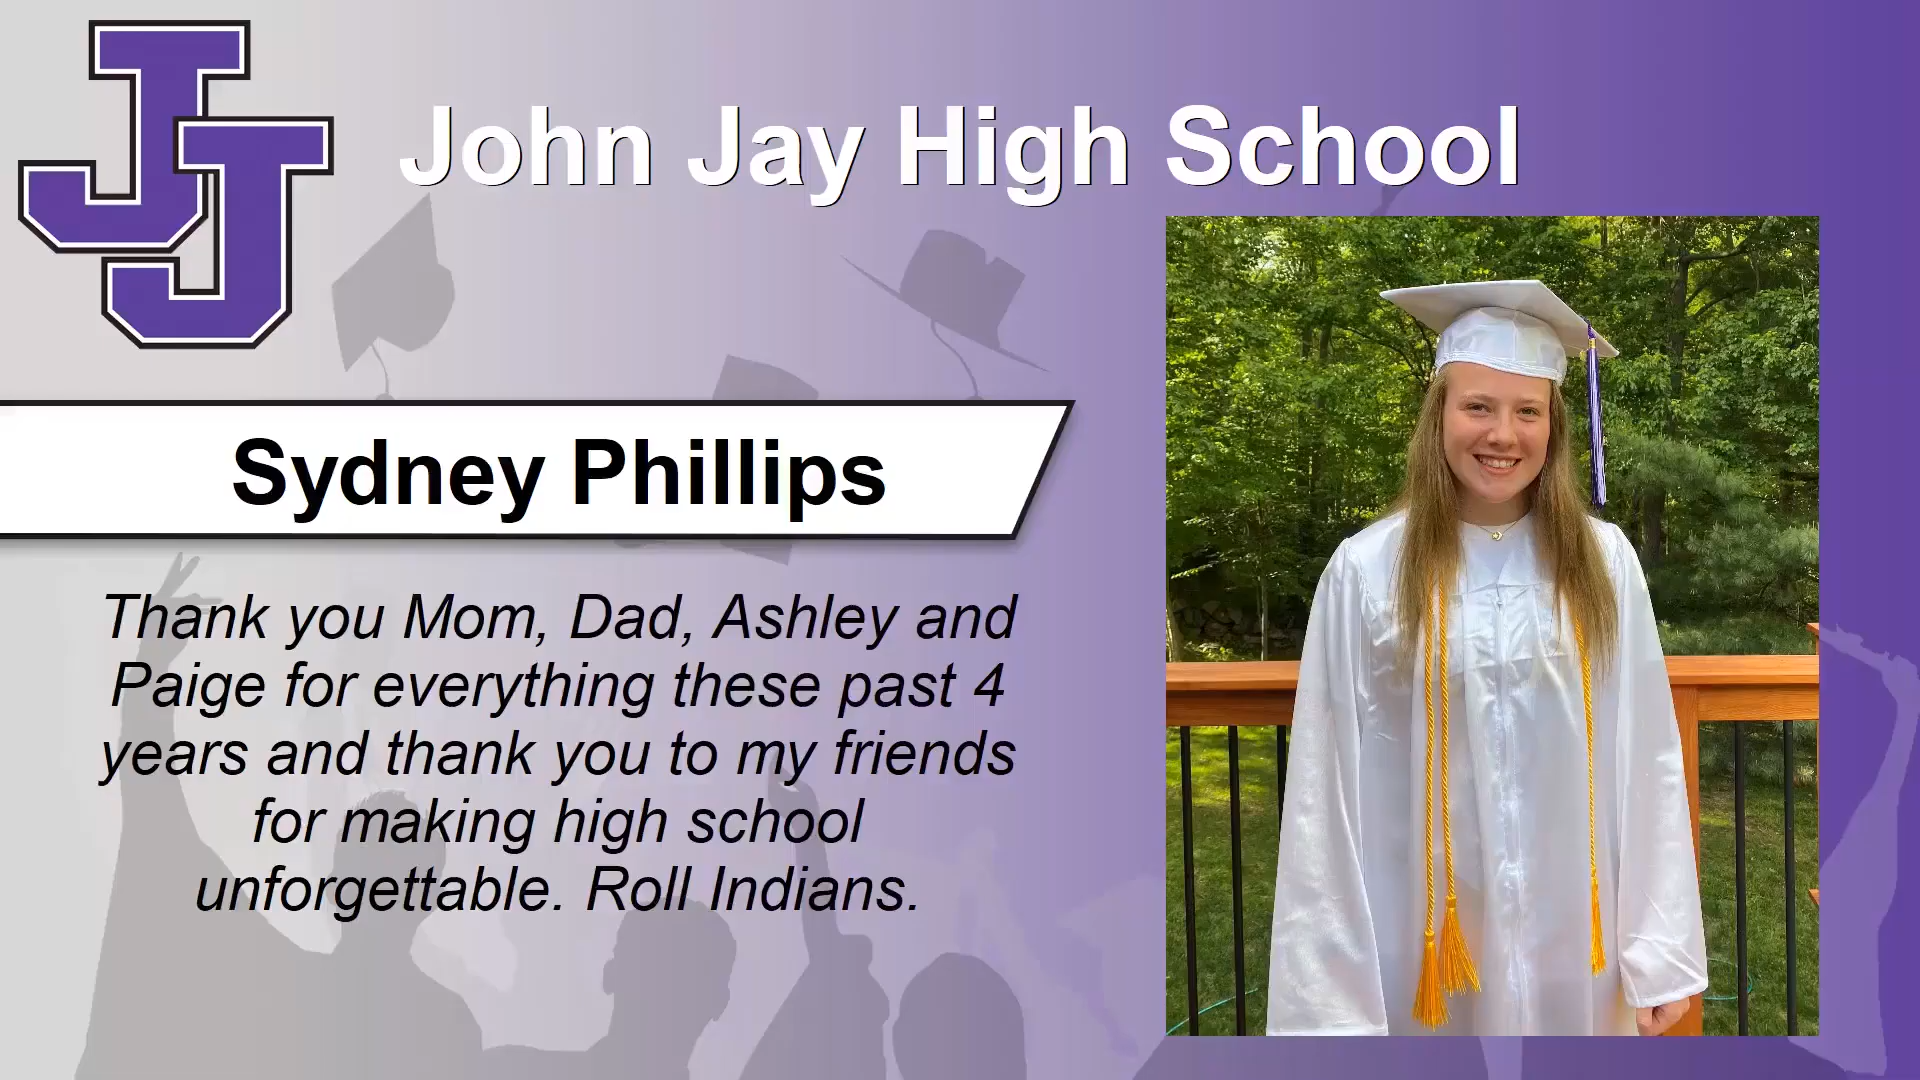 JJ
John Jay High School
Sydney Phillips
Thank you Mom, Dad, Ashley and
Paige for everything these past 4
years and thank you to my friends
for making high school
unforgettable. Roll Indians.